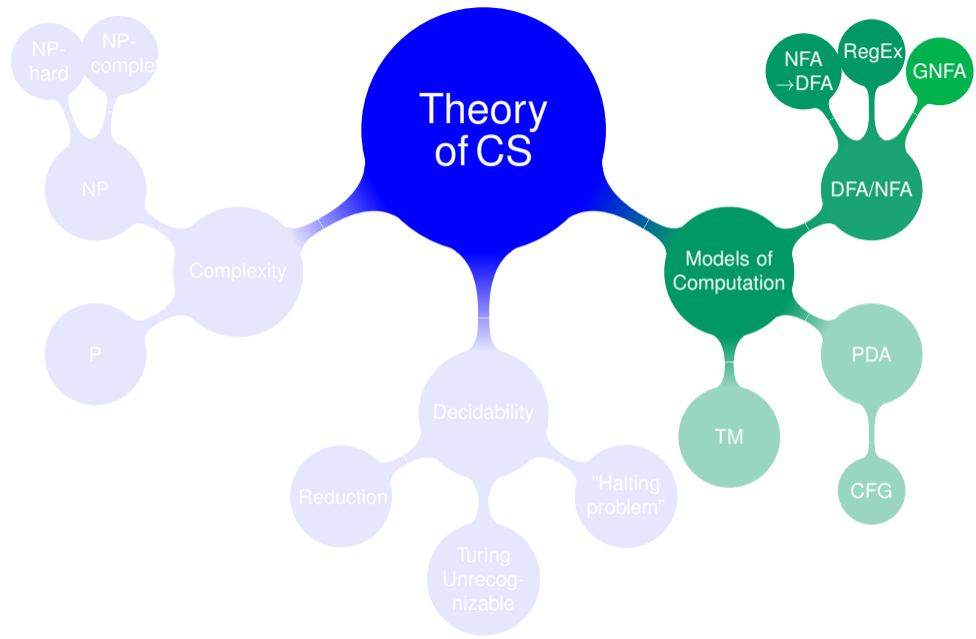 Theory
of CS
NP-
hard
NP-
complet
NP
Complexity
P
Decidability
Reduction
Turing
Unrecog-
nizable
“Halting
problem”
Models of
Computation
NFA
→DFA
RegEx
GNFA
DFA/NFA
PDA
CFG
TM